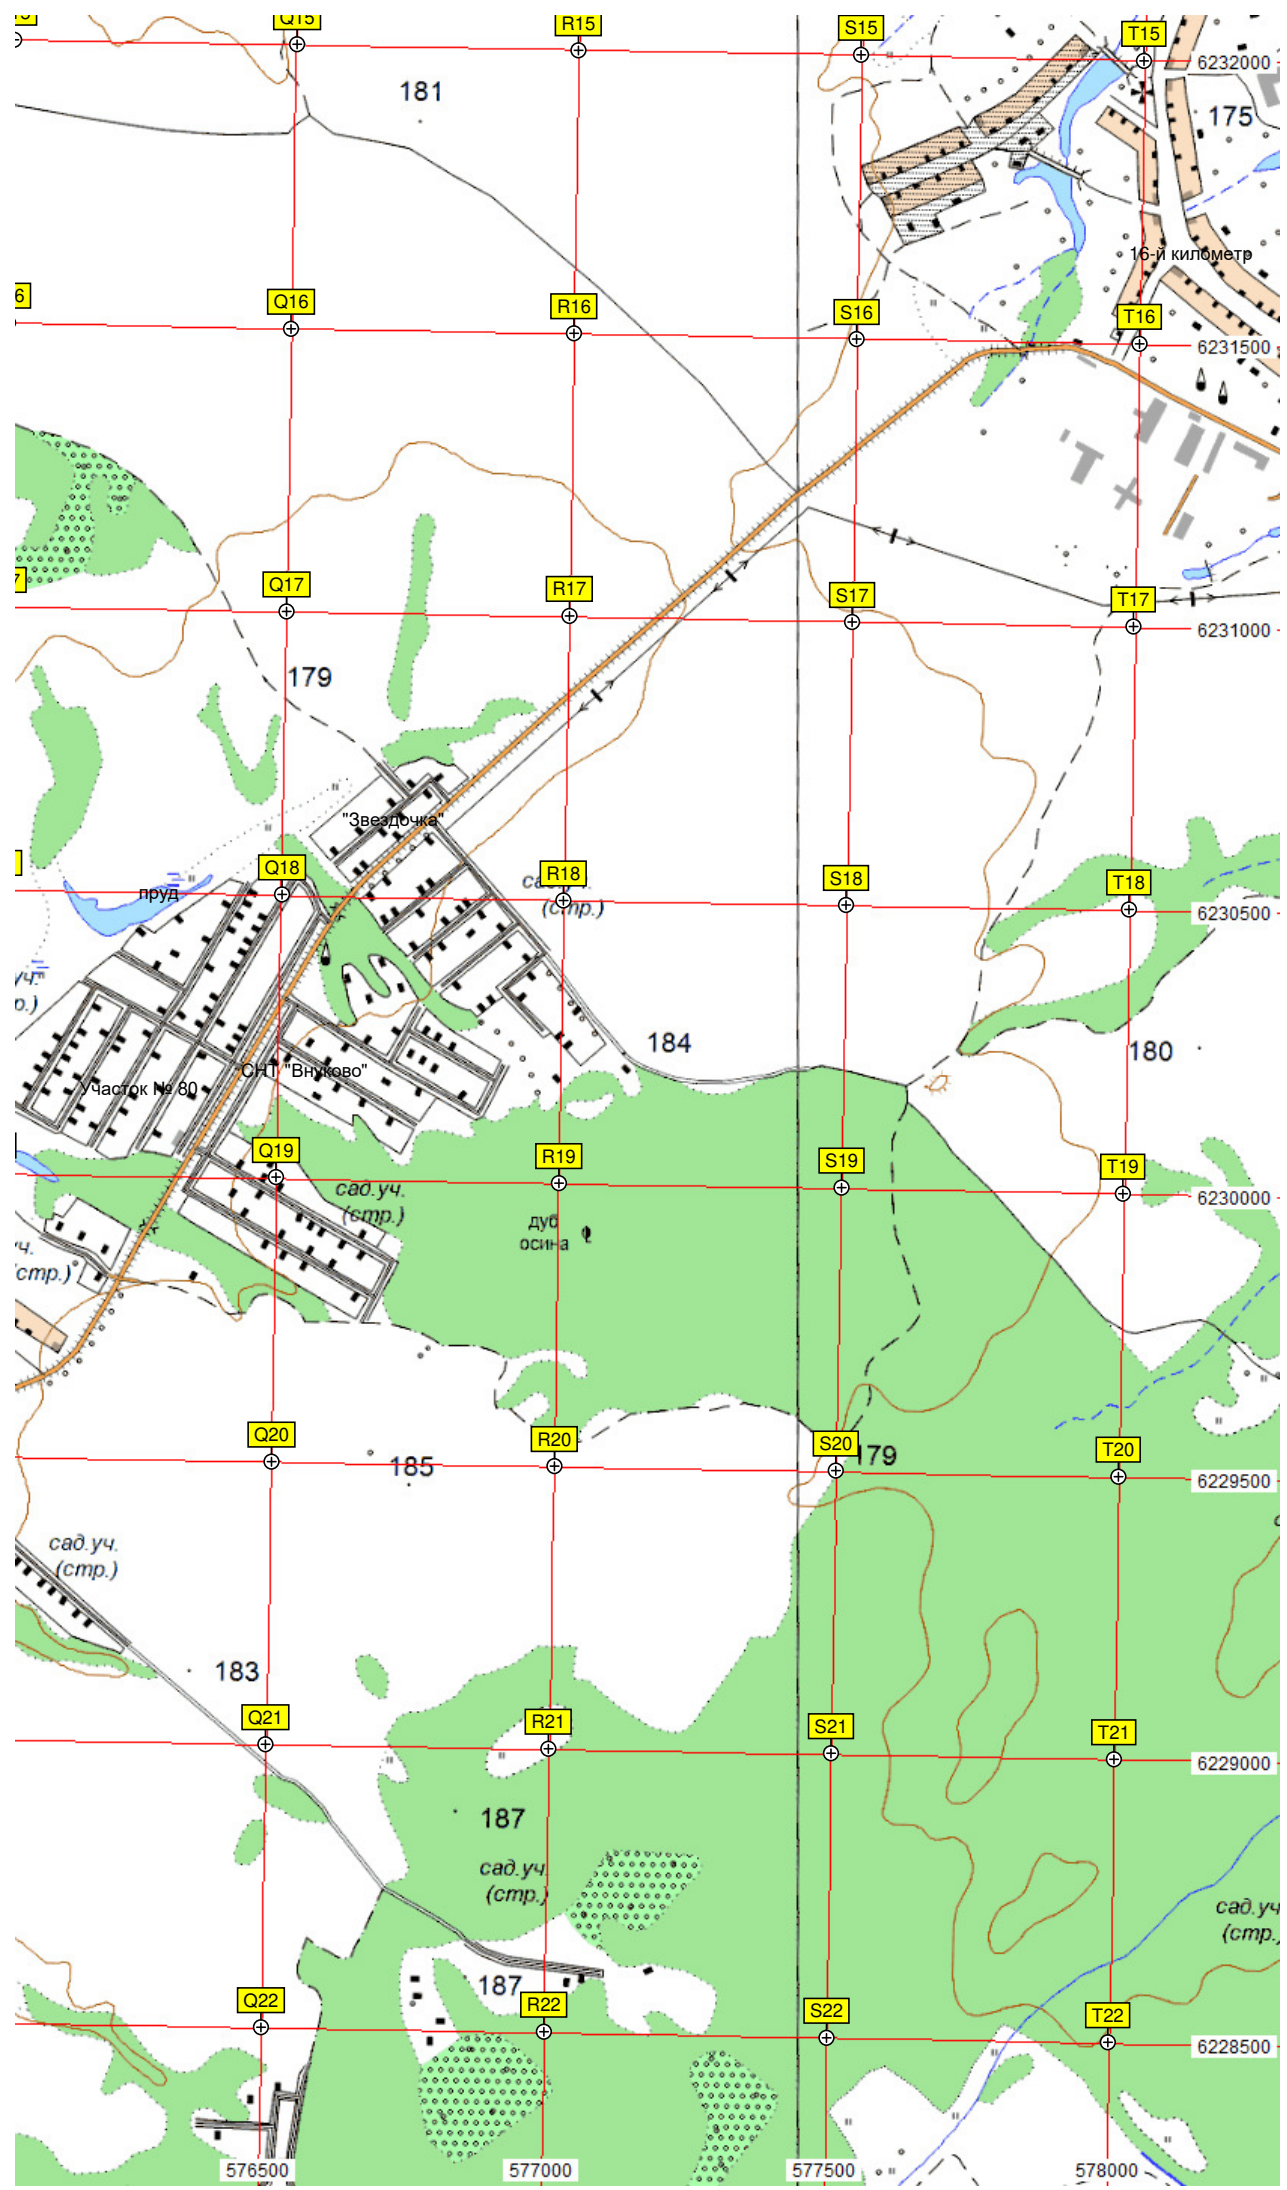 Q15
R15
S15
T15
6232000
181
175
16-й километр
6
Q16
R16
S16
T16
6231500
7
Q17
R17
S17
T17
6231000
179
"Звездочка"
Q18
R18
S18
T18
6230500
пруд
(стр.)
184
180
СНТ "Внуково"
Участок № 80
Q19
R19
S19
T19
6230000
сад.уч.
(стр.)
дуб
осина
стр.)
Q20
R20
S20
T20
179
185
6229500
сад.уч.
(стр.)
183
Q21
R21
S21
T21
6229000
187
сад.уч.
(стр.)
сад.уч
(стр.)
187
Q22
R22
S22
T22
6228500
576500
577000
577500
578000